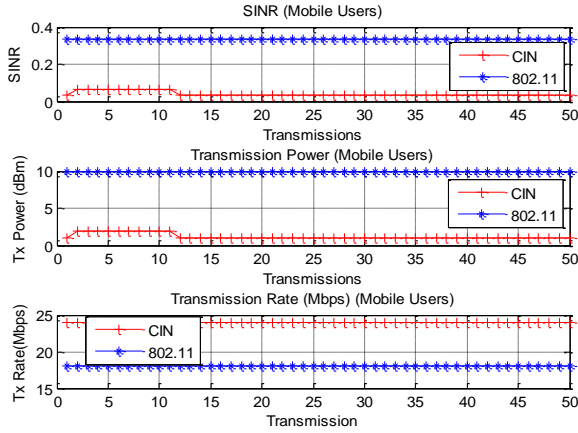 SINR (Mobile Users)
SINR
0.4
0.2
0
CIN
802.11
0 5 10 15 20 25 30 35 40 45 50
Transmissions
Transmission Power (Mobile Users)
Tx Power (dBm)
10
5
0
CIN
802.11
0 5 10 15 20 25 30 35 40 45 50
Transmissions
Transmission Rate (Mbps) (Mobile Users)
Tx Rate(Mbps)
25
20
15
CIN
802.11
0 5 10 15 20 25 30 35 40 45 50
Transmission